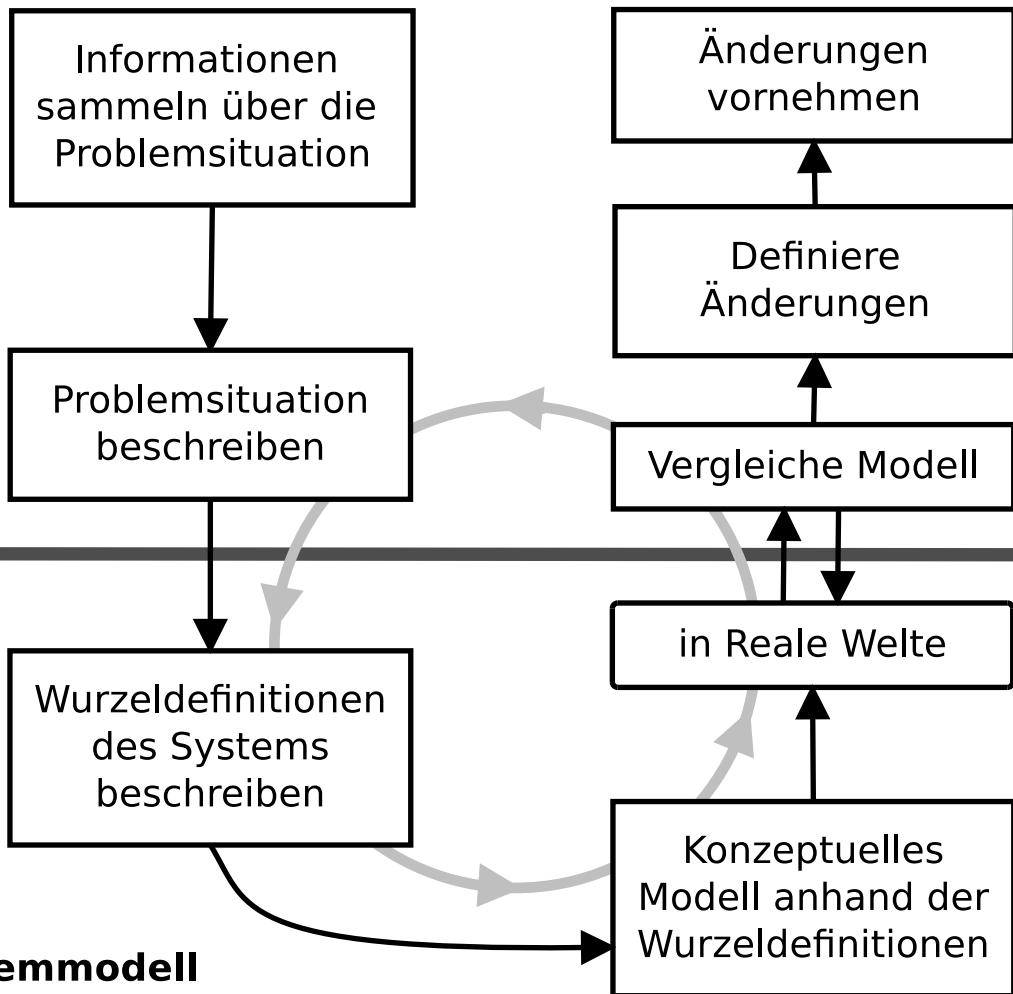 Informationen
sammeln über die
Problemsituation
Problemsituation
beschreiben
Wurzeldefinitionen
des Systems
beschreiben
Konzeptuelles
Modell anhand der
Wurzeldefinitionen
in Reale Welte
Vergleiche Modell
Definiere
Änderungen
Änderungen
vornehmen
emmodell